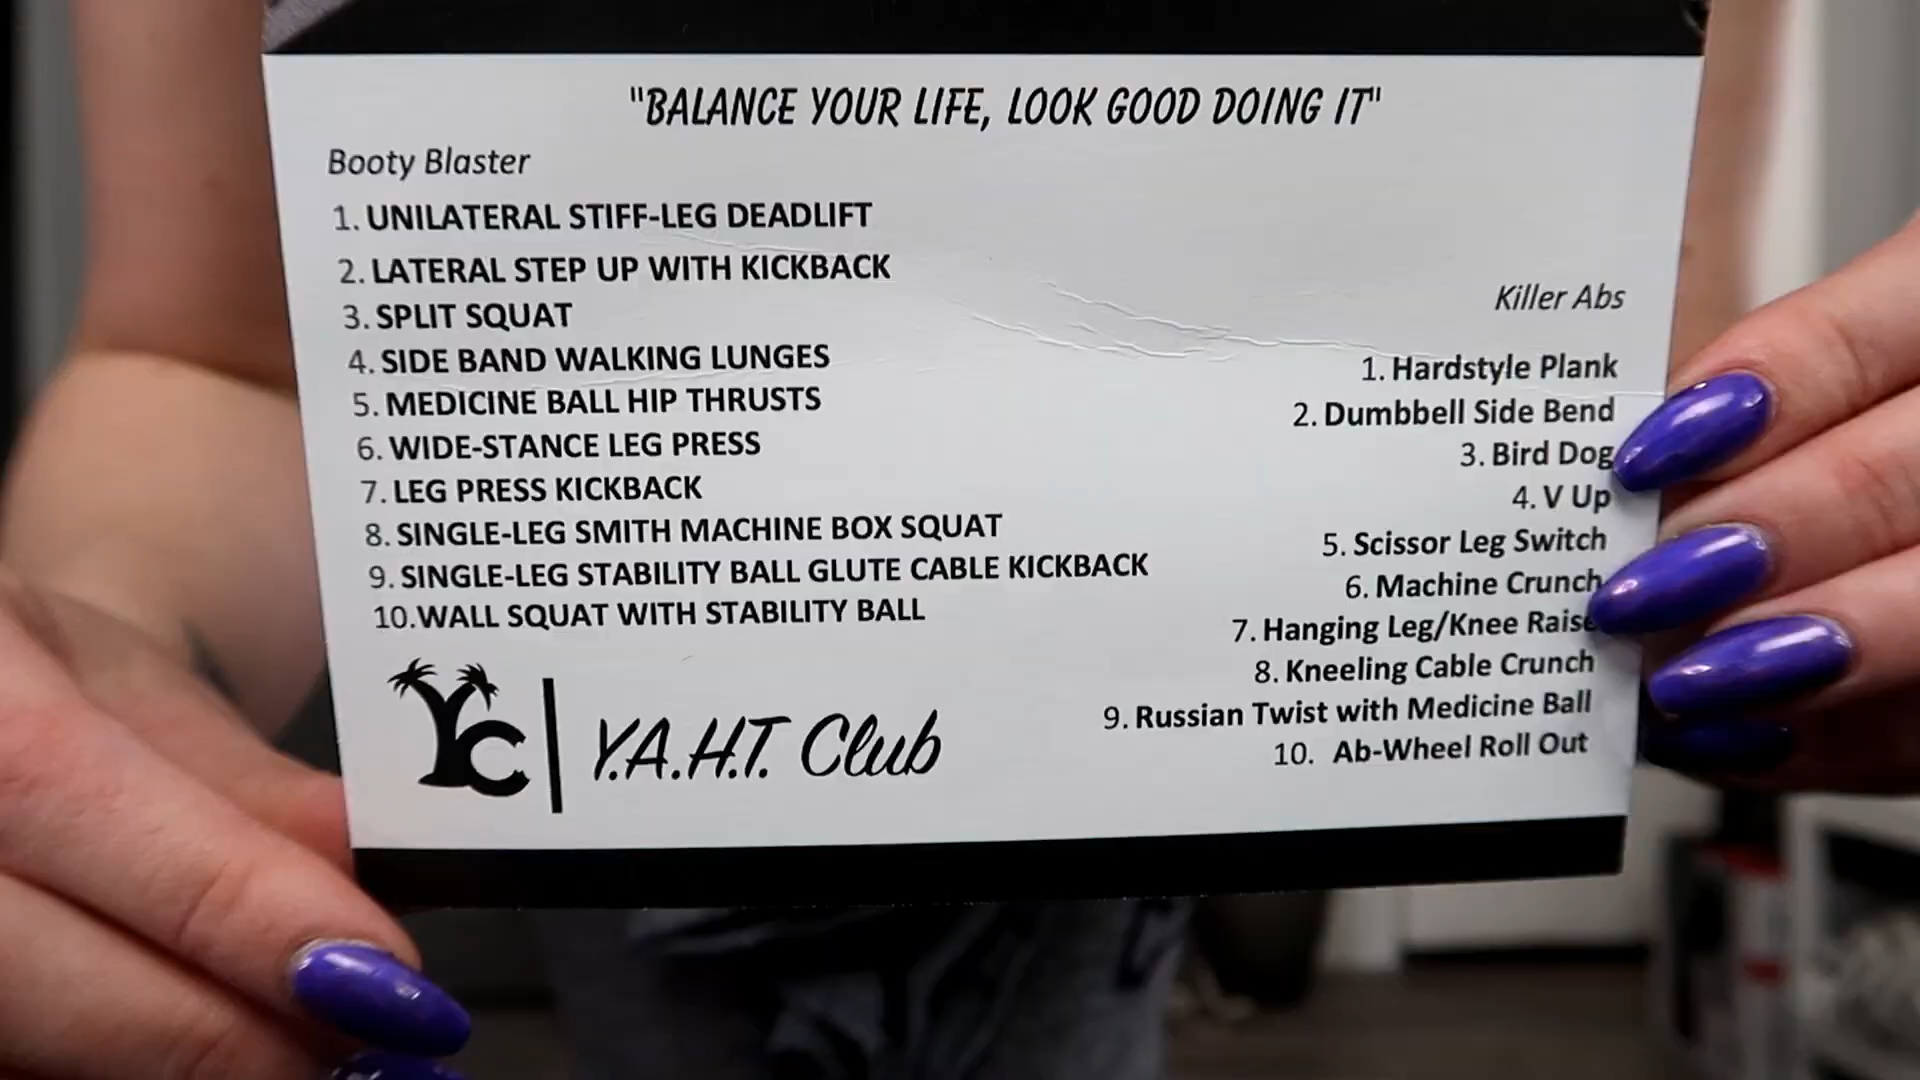 "BALANCE YOUR LIFE, LOOK GOOD DOING IT"
Booty Blaster
1. UNILATERAL STIFF-LEG DEADLIFT
2. LATERAL STEP UP WITH KICKBACK
3. SPLIT SQUAT
4. SIDE BAND WALKING LUNGES
5. MEDICINE BALL HIP THRUSTS
6. WIDE-STANCE LEG PRESS
7. LEG PRESS KICKBACK
8. SINGLE-LEG SMITH MACHINE BOX SQUAT
9. SINGLE-LEG STABILITY BALL GLUTE CABLE KICKBACK
10.WALL SQUAT WITH STABILITY BALL
Killer Abs
1. Hardstyle Plank
2. Dumbbell Side Bend
3. Bird Dog
4. V Up
5. Scissor Leg Switch
6. Machine Crunch
7. Hanging Leg/Knee Raise
8. Kneeling Cable Crunch
9. Russian Twist with Medicine Ball
10. Ab-Wheel Roll Out
YC | Y.A.H.T. Club